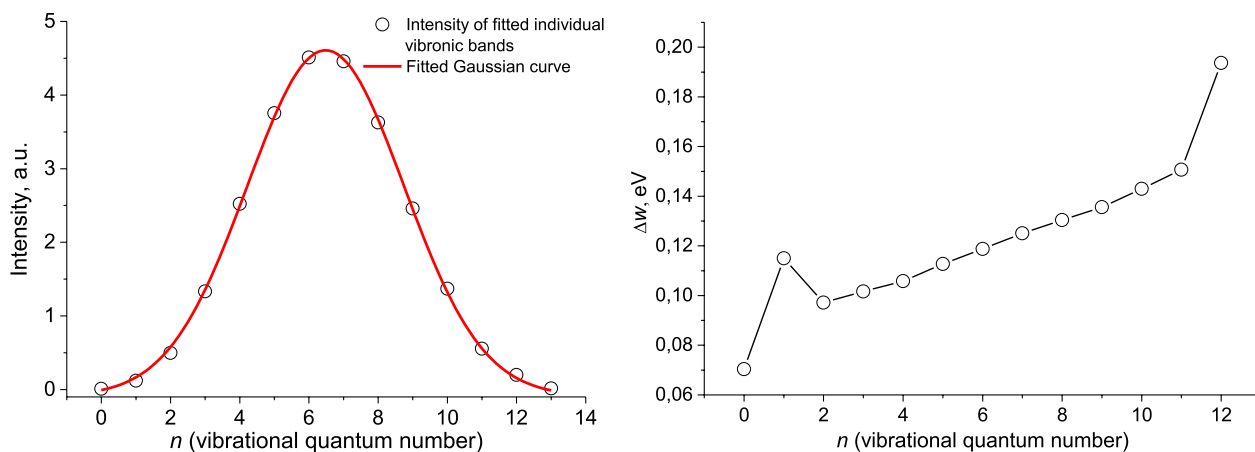 Intensity, a.u.
5
4
3
2
1
0
Intensity of fitted individual
vibronic bands
Fitted Gaussian curve
0 2 4 6 8 10 12 14
n (vibrational quantum number)
Δw, eV
0,20
0,18
0,16
0,14
0,12
0,10
0,08
0,06
0 2 4 6 8 10 12
n (vibrational quantum number)